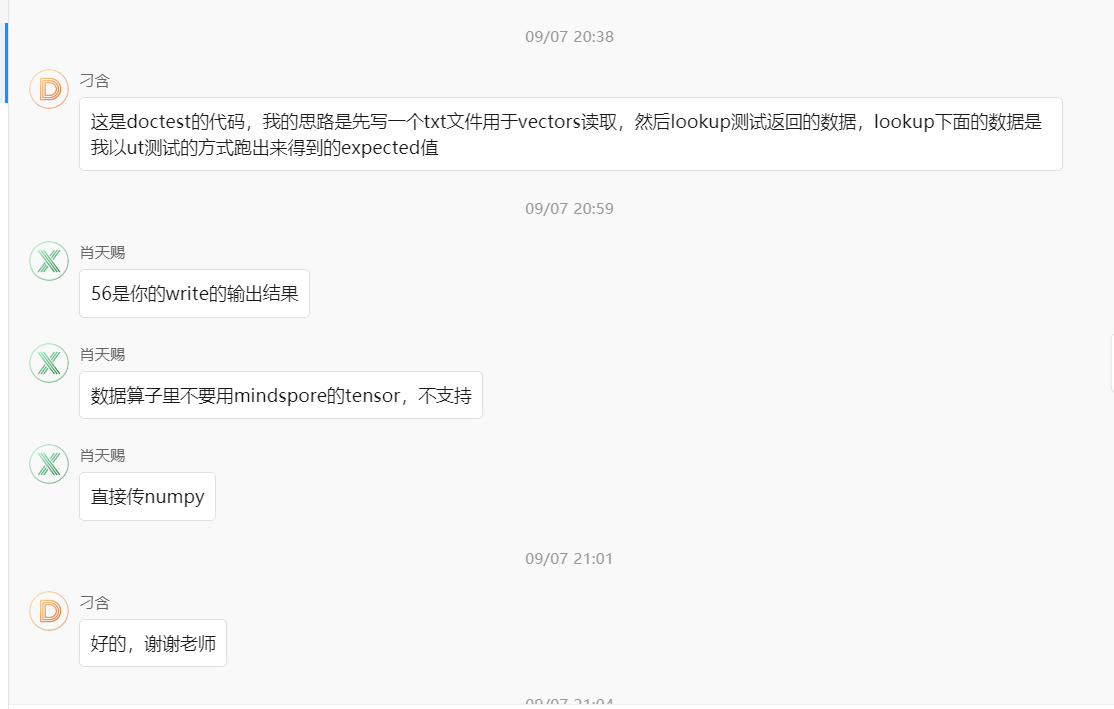 09/07 20:38
刁含
这是doctest的代码，我的思路是先写一个txt文件用于vectors读取，然后lookup测试返回的数据，lookup下面的数据是
我以ut测试的方式跑出来得到的expected值
09/07 20:59
肖天赐
56是你的write的输出结果
肖天赐
数据算子里不要用mindspore的tensor，不支持
肖天赐
直接传numpy
09/07 21:01
刁含
好的，谢谢老师
09/07 21:04